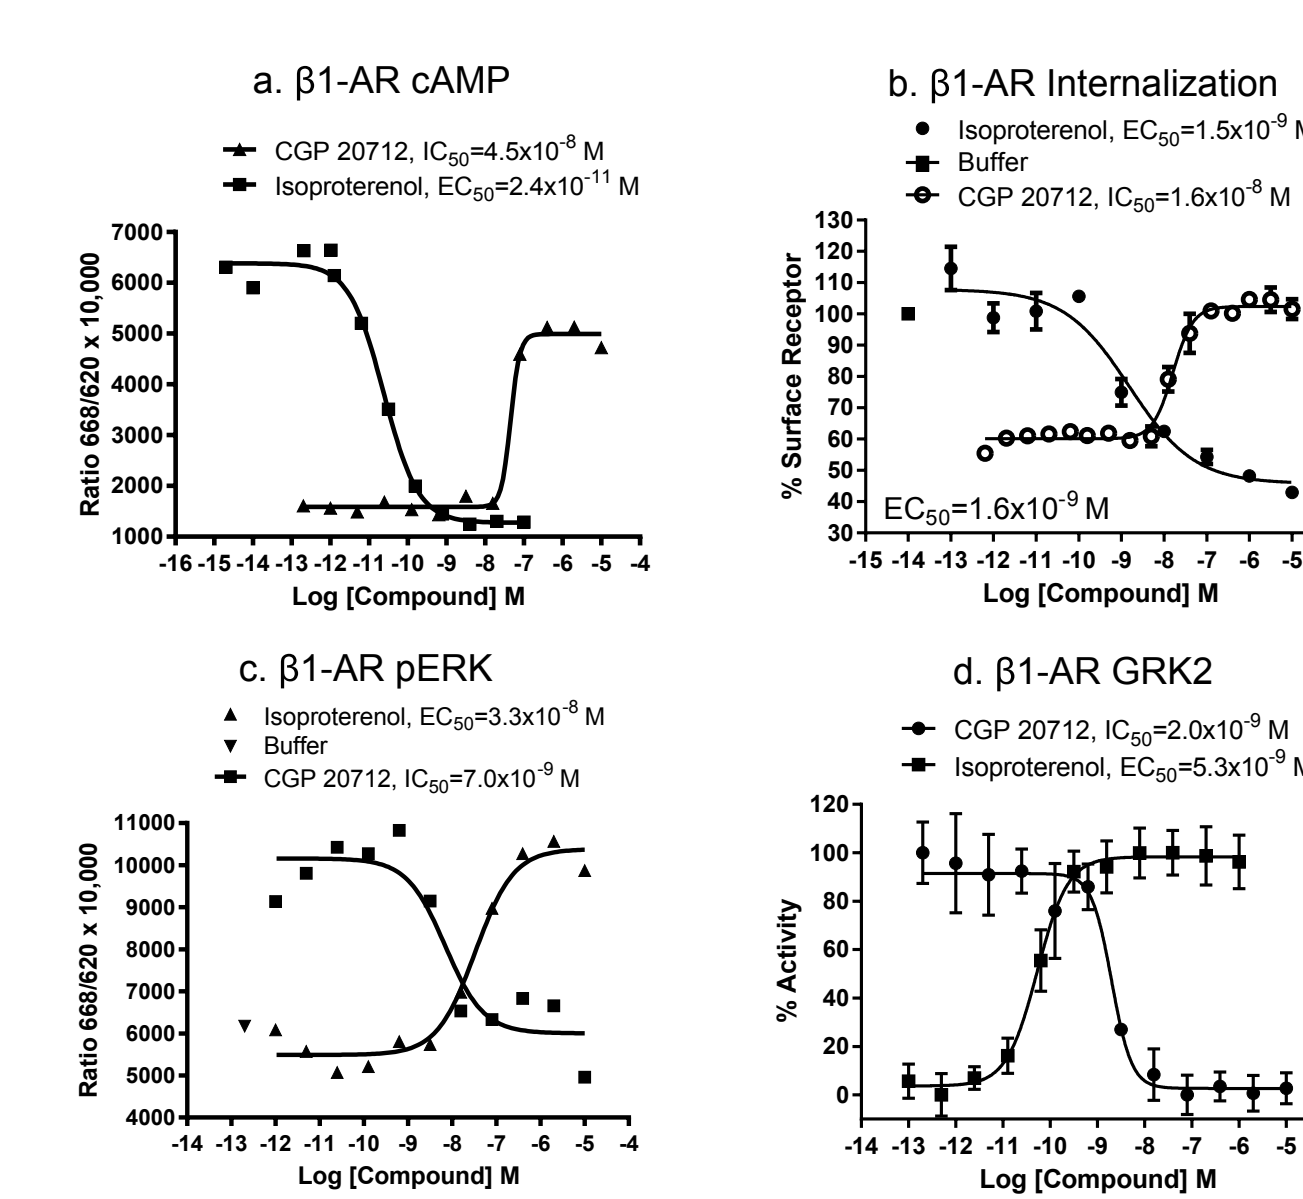 a. β1-AR cAMP
CGP 20712, IC50=4.5x10-8 M
Isoproterenol, EC50=2.4x10-11 M
7000
6000
5000
4000
3000
2000
1000
Ratio 668/620 x 10,000
-16 -15 -14 -13 -12 -11 -10 -9 -8 -7 -6 -5 -4
Log [Compound] M
b. β1-AR Internalization
Isoproterenol, EC50=1.5x10-9 M
Buffer
CGP 20712, IC50=1.6x10-8 M
130
120
110
100
90
80
70
60
50
40
30
% Surface Receptor
EC50=1.6x10-9 M
-15 -14 -13 -12 -11 -10 -9 -8 -7 -6 -5
Log [Compound] M
c. β1-AR pERK
Isoproterenol, EC50=3.3x10-8 M
Buffer
CGP 20712, IC50=7.0x10-9 M
11000
10000
9000
8000
7000
6000
5000
4000
Ratio 668/620 x 10,000
-14 -13 -12 -11 -10 -9 -8 -7 -6 -5 -4
Log [Compound] M
d. β1-AR GRK2
CGP 20712, IC50=2.0x10-9 M
Isoproterenol, EC50=5.3x10-9 M
120
100
80
60
40
20
0
% Activity
-14 -13 -12 -11 -10 -9 -8 -7 -6 -5
Log [Compound] M